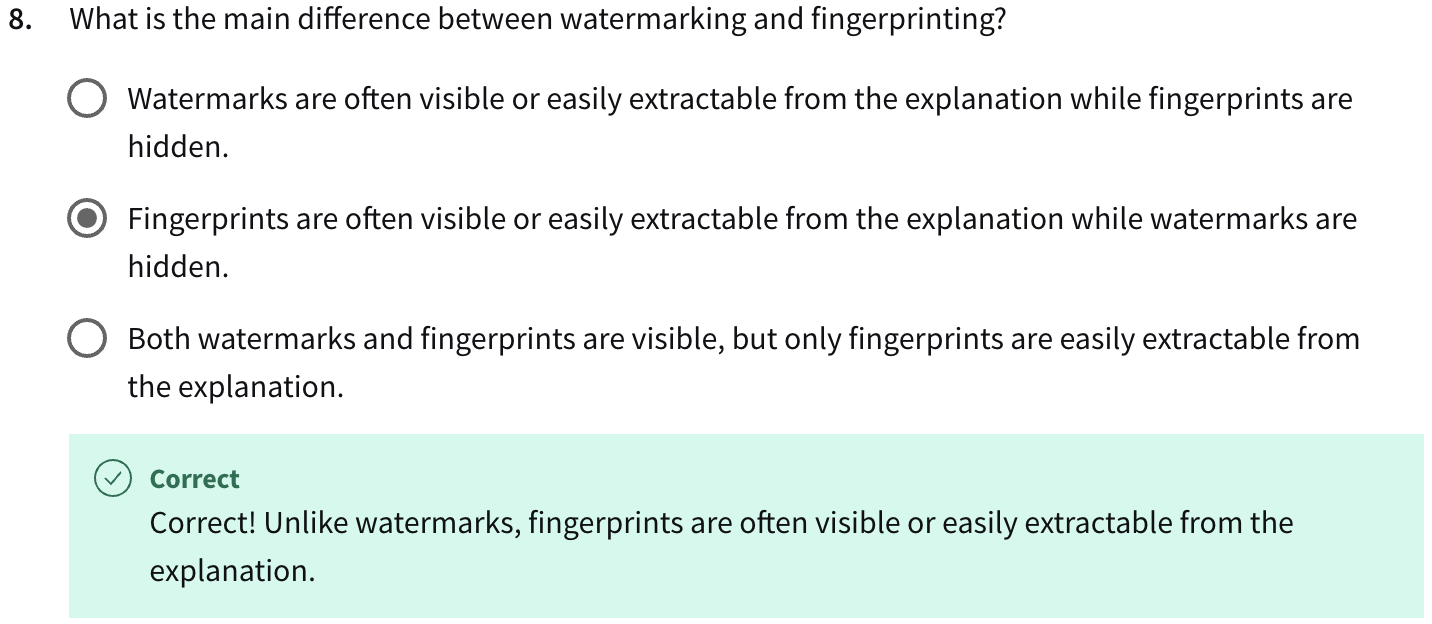 8. What is the main difference between watermarking and fingerprinting?
Watermarks are often visible or easily extractable from the explanation while fingerprints are
hidden.
Fingerprints are often visible or easily extractable from the explanation while watermarks are
hidden.
Both watermarks and fingerprints are visible, but only fingerprints are easily extractable from
the explanation.
Correct
Correct! Unlike watermarks, fingerprints are often visible or easily extractable from the
explanation.